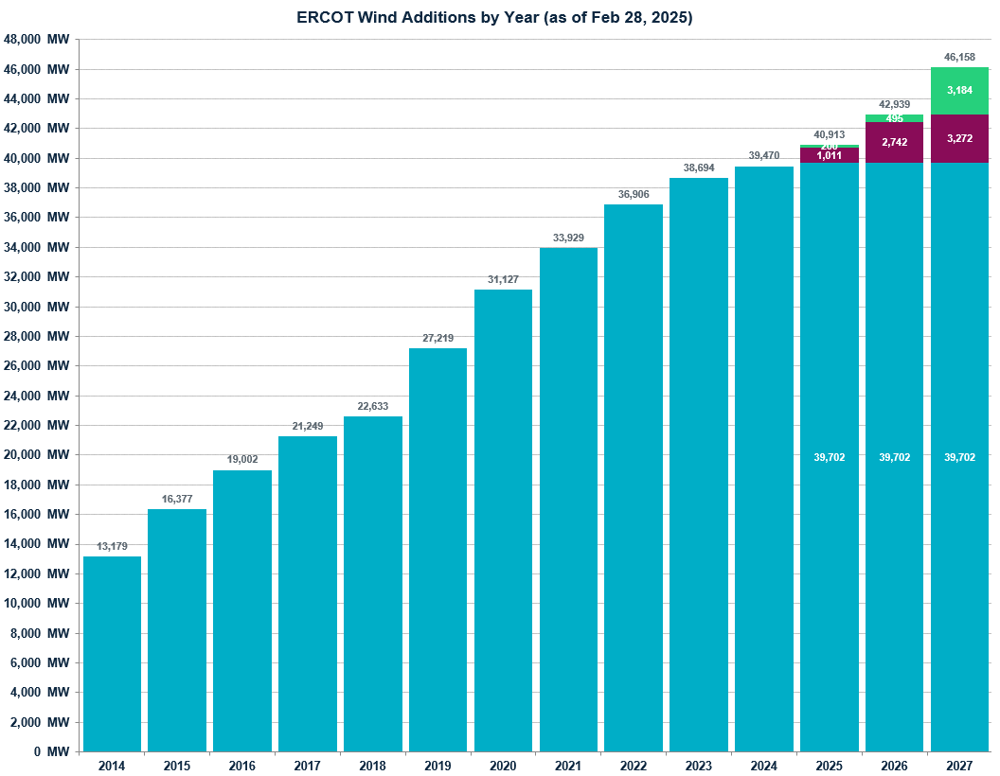 ERCOT Wind Additions by Year (as of Feb 28, 2025)
48,000 MW
46,000 MW
44,000 MW
42,000 MW
40,000 MW
38,000 MW
36,000 MW
34,000 MW
32,000 MW
30,000 MW
28,000 MW
26,000 MW
24,000 MW
22,000 MW
20,000 MW
18,000 MW
16,000 MW
14,000 MW
12,000 MW
10,000 MW
8,000 MW
6,000 MW
4,000 MW
2,000 MW
0 MW
13,179
16,377
19,002
21,249
22,633
27,219
31,127
33,929
36,906
38,694
39,470
40,913
200
1,011
39,702
42,939
495
2,742
39,702
46,158
3,184
3,272
39,702
2014 2015 2016 2017 2018 2019 2020 2021 2022 2023 2024 2025 2026 2027